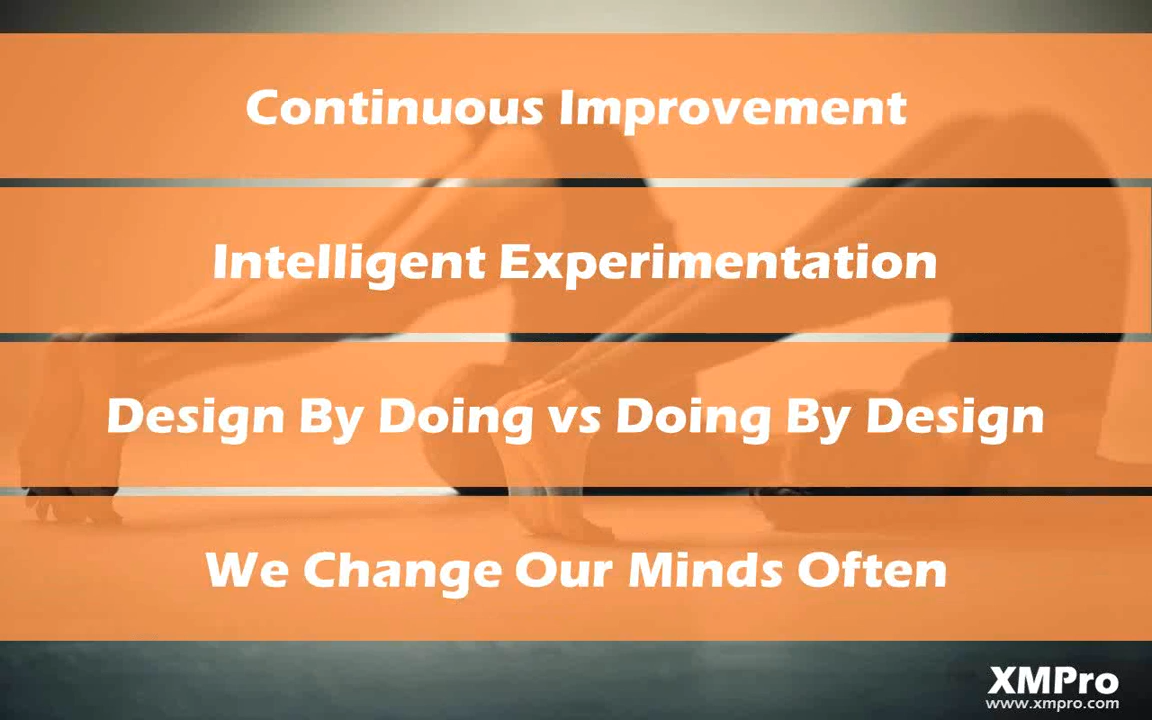 Continuous Improvement
Intelligent Experimentation
Design By Doing vs Doing By Design
We Change Our Minds Often
XMPro
www.xmpro.com